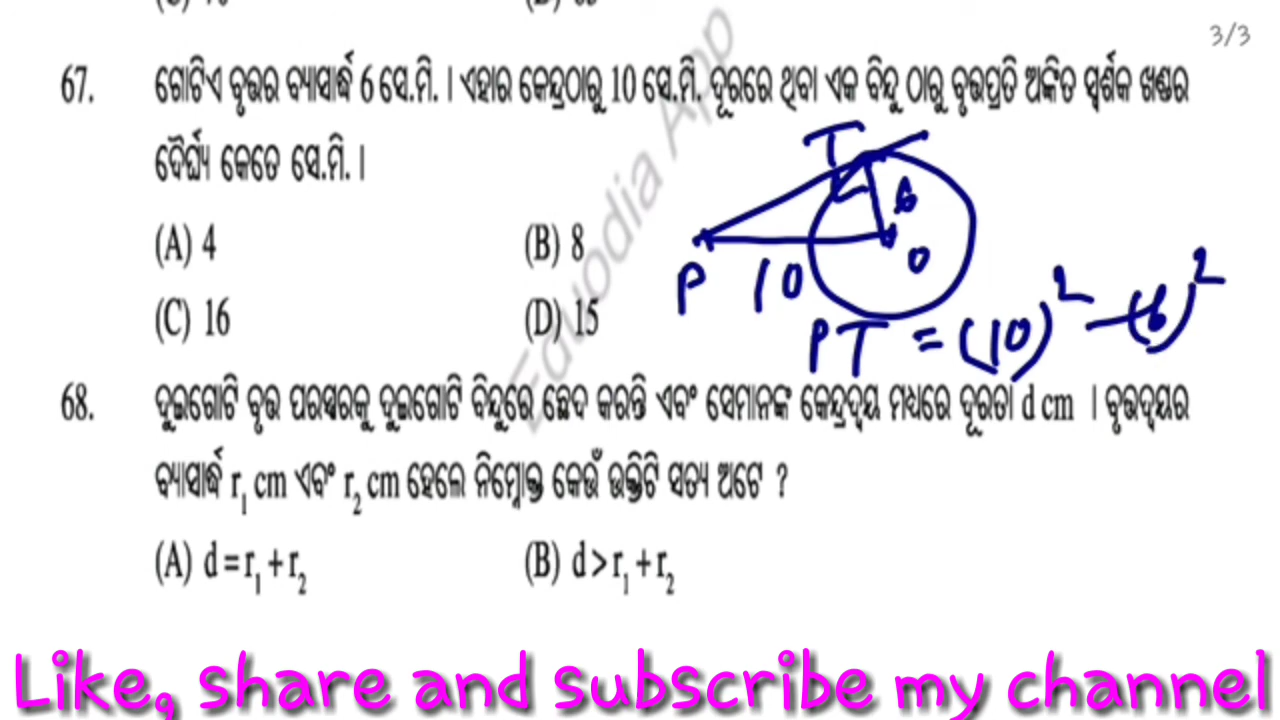 3/3
67. ଗୋଟିଏ ବୃତ୍ତର ବ୍ୟାସାର୍ଦ୍ଧ 6 ସେ.ମି. । ଏହାର କେନ୍ଦ୍ରଠାରୁ 10 ସେ.ମି. ଦୂରରେ ଥିବା ଏକ ବିନ୍ଦୁ ଠାରୁ ବୃତ୍ତପ୍ରତି ଅଙ୍କିତ ସ୍ପର୍ଶକ ଖଣ୍ଡର
ଦୈର୍ଘ୍ୟ କେତେ ସେ.ମି. ।
(A) 4 (B) 8
(C) 16 (D) 15
T
6
O
P 10
PT = (10)² - (6)²
Eduodia App
68. ଦୁଇଗୋଟି ବୃତ୍ତ ପରସ୍ପରକୁ ଦୁଇଗୋଟି ବିନ୍ଦୁରେ ଛେଦ କରନ୍ତି ଏବଂ ସେମାନଙ୍କ କେନ୍ଦ୍ରଦ୍ୱୟ ମଧ୍ୟରେ ଦୂରତା d cm । ବୃତ୍ତଦ୍ୱୟର
ବ୍ୟାସାର୍ଦ୍ଧ r₁ cm ଏବଂ r₂ cm ହେଲେ ନିମ୍ନୋକ୍ତ କେଉଁ ଉକ୍ତିଟି ସତ୍ୟ ଅଟେ ?
(A) d = r₁ + r₂ (B) d > r₁ + r₂
Like, share and subscribe my channel